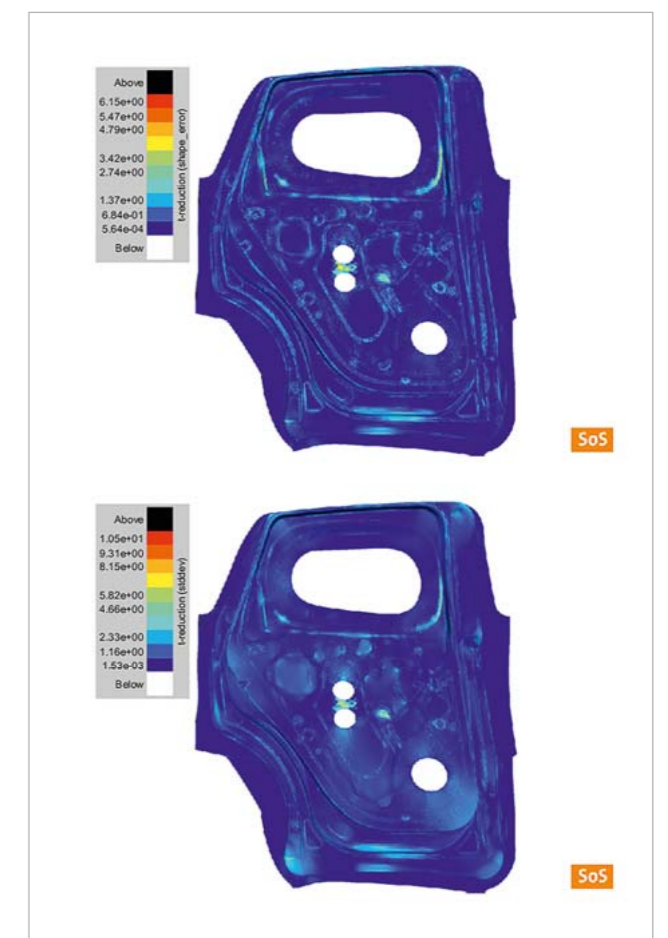 Above
6.15e+00
5.47e+00
4.79e+00
3.42e+00
2.74e+00
1.37e+00
6.84e-01
5.64e-04
Below
t-reduction (shape_error)
SoS
Above
1.05e+01
9.31e+00
8.15e+00
5.82e+00
4.66e+00
2.33e+00
1.16e+00
1.53e-03
Below
t-reduction (stddev)
SoS